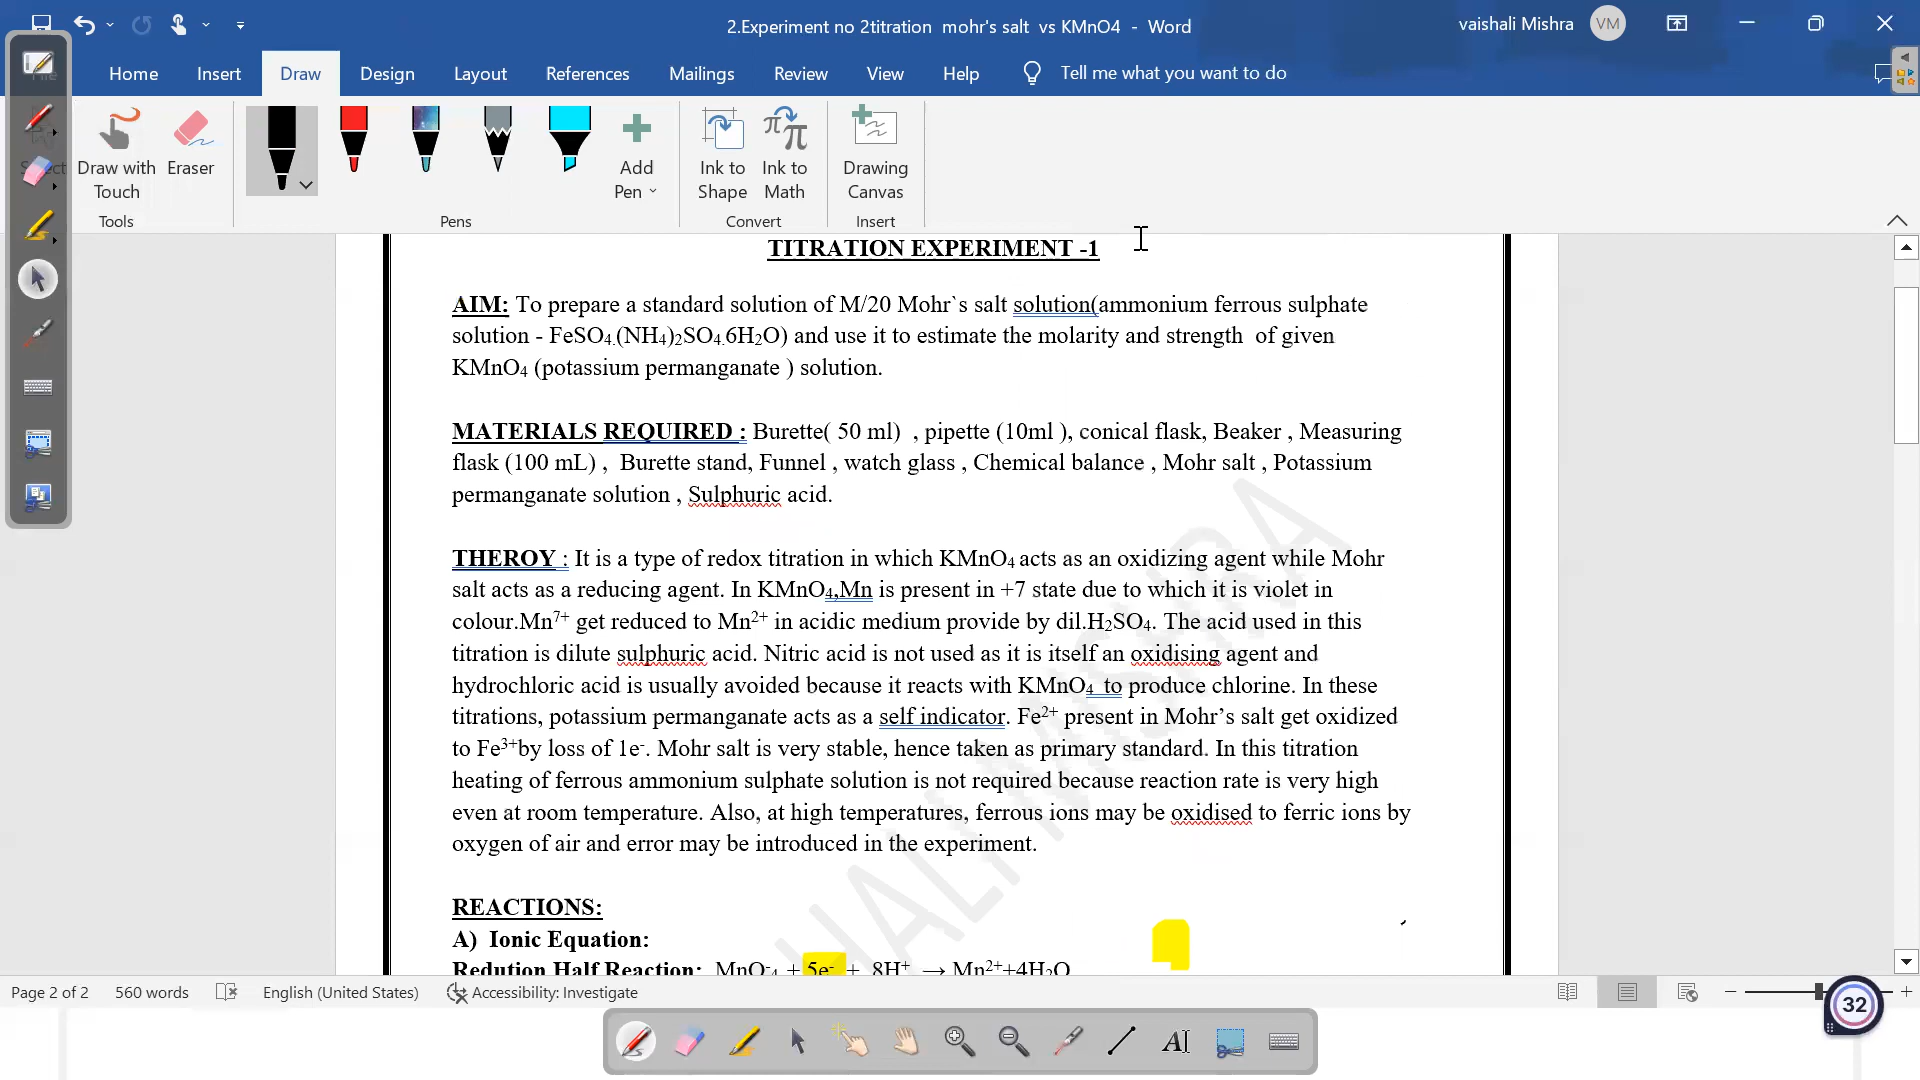 2.Experiment no 2titration mohr's salt vs KMnO4 - Word
vaishali Mishra VM
Home Insert Draw Design Layout References Mailings Review View Help Tell me what you want to do
Draw with Touch
Eraser
Add Pen
Ink to Shape
Ink to Math
Drawing Canvas
Tools
Pens
Convert
Insert
TITRATION EXPERIMENT -1
AIM: To prepare a standard solution of M/20 Mohr`s salt solution(ammonium ferrous sulphate
solution - FeSO₄.(NH₄)₂SO₄.6H₂O) and use it to estimate the molarity and strength of given
KMnO₄ (potassium permanganate ) solution.
MATERIALS REQUIRED : Burette( 50 ml) , pipette (10ml ), conical flask, Beaker , Measuring
flask (100 mL) , Burette stand, Funnel , watch glass , Chemical balance , Mohr salt , Potassium
permanganate solution , Sulphuric acid.
THEROY : It is a type of redox titration in which KMnO₄ acts as an oxidizing agent while Mohr
salt acts as a reducing agent. In KMnO₄,Mn is present in +7 state due to which it is violet in
colour.Mn⁷⁺ get reduced to Mn²⁺ in acidic medium provide by dil.H₂SO₄. The acid used in this
titration is dilute sulphuric acid. Nitric acid is not used as it is itself an oxidising agent and
hydrochloric acid is usually avoided because it reacts with KMnO₄ to produce chlorine. In these
titrations, potassium permanganate acts as a self indicator. Fe²⁺ present in Mohr’s salt get oxidized
to Fe³⁺by loss of 1e⁻. Mohr salt is very stable, hence taken as primary standard. In this titration
heating of ferrous ammonium sulphate solution is not required because reaction rate is very high
even at room temperature. Also, at high temperatures, ferrous ions may be oxidised to ferric ions by
oxygen of air and error may be introduced in the experiment.
REACTIONS:
A) Ionic Equation:
Redution Half Reaction: MnO⁻₄ + 5e⁻ + 8H⁺ → Mn²⁺+4H₂O
Page 2 of 2 560 words English (United States) Accessibility: Investigate
32